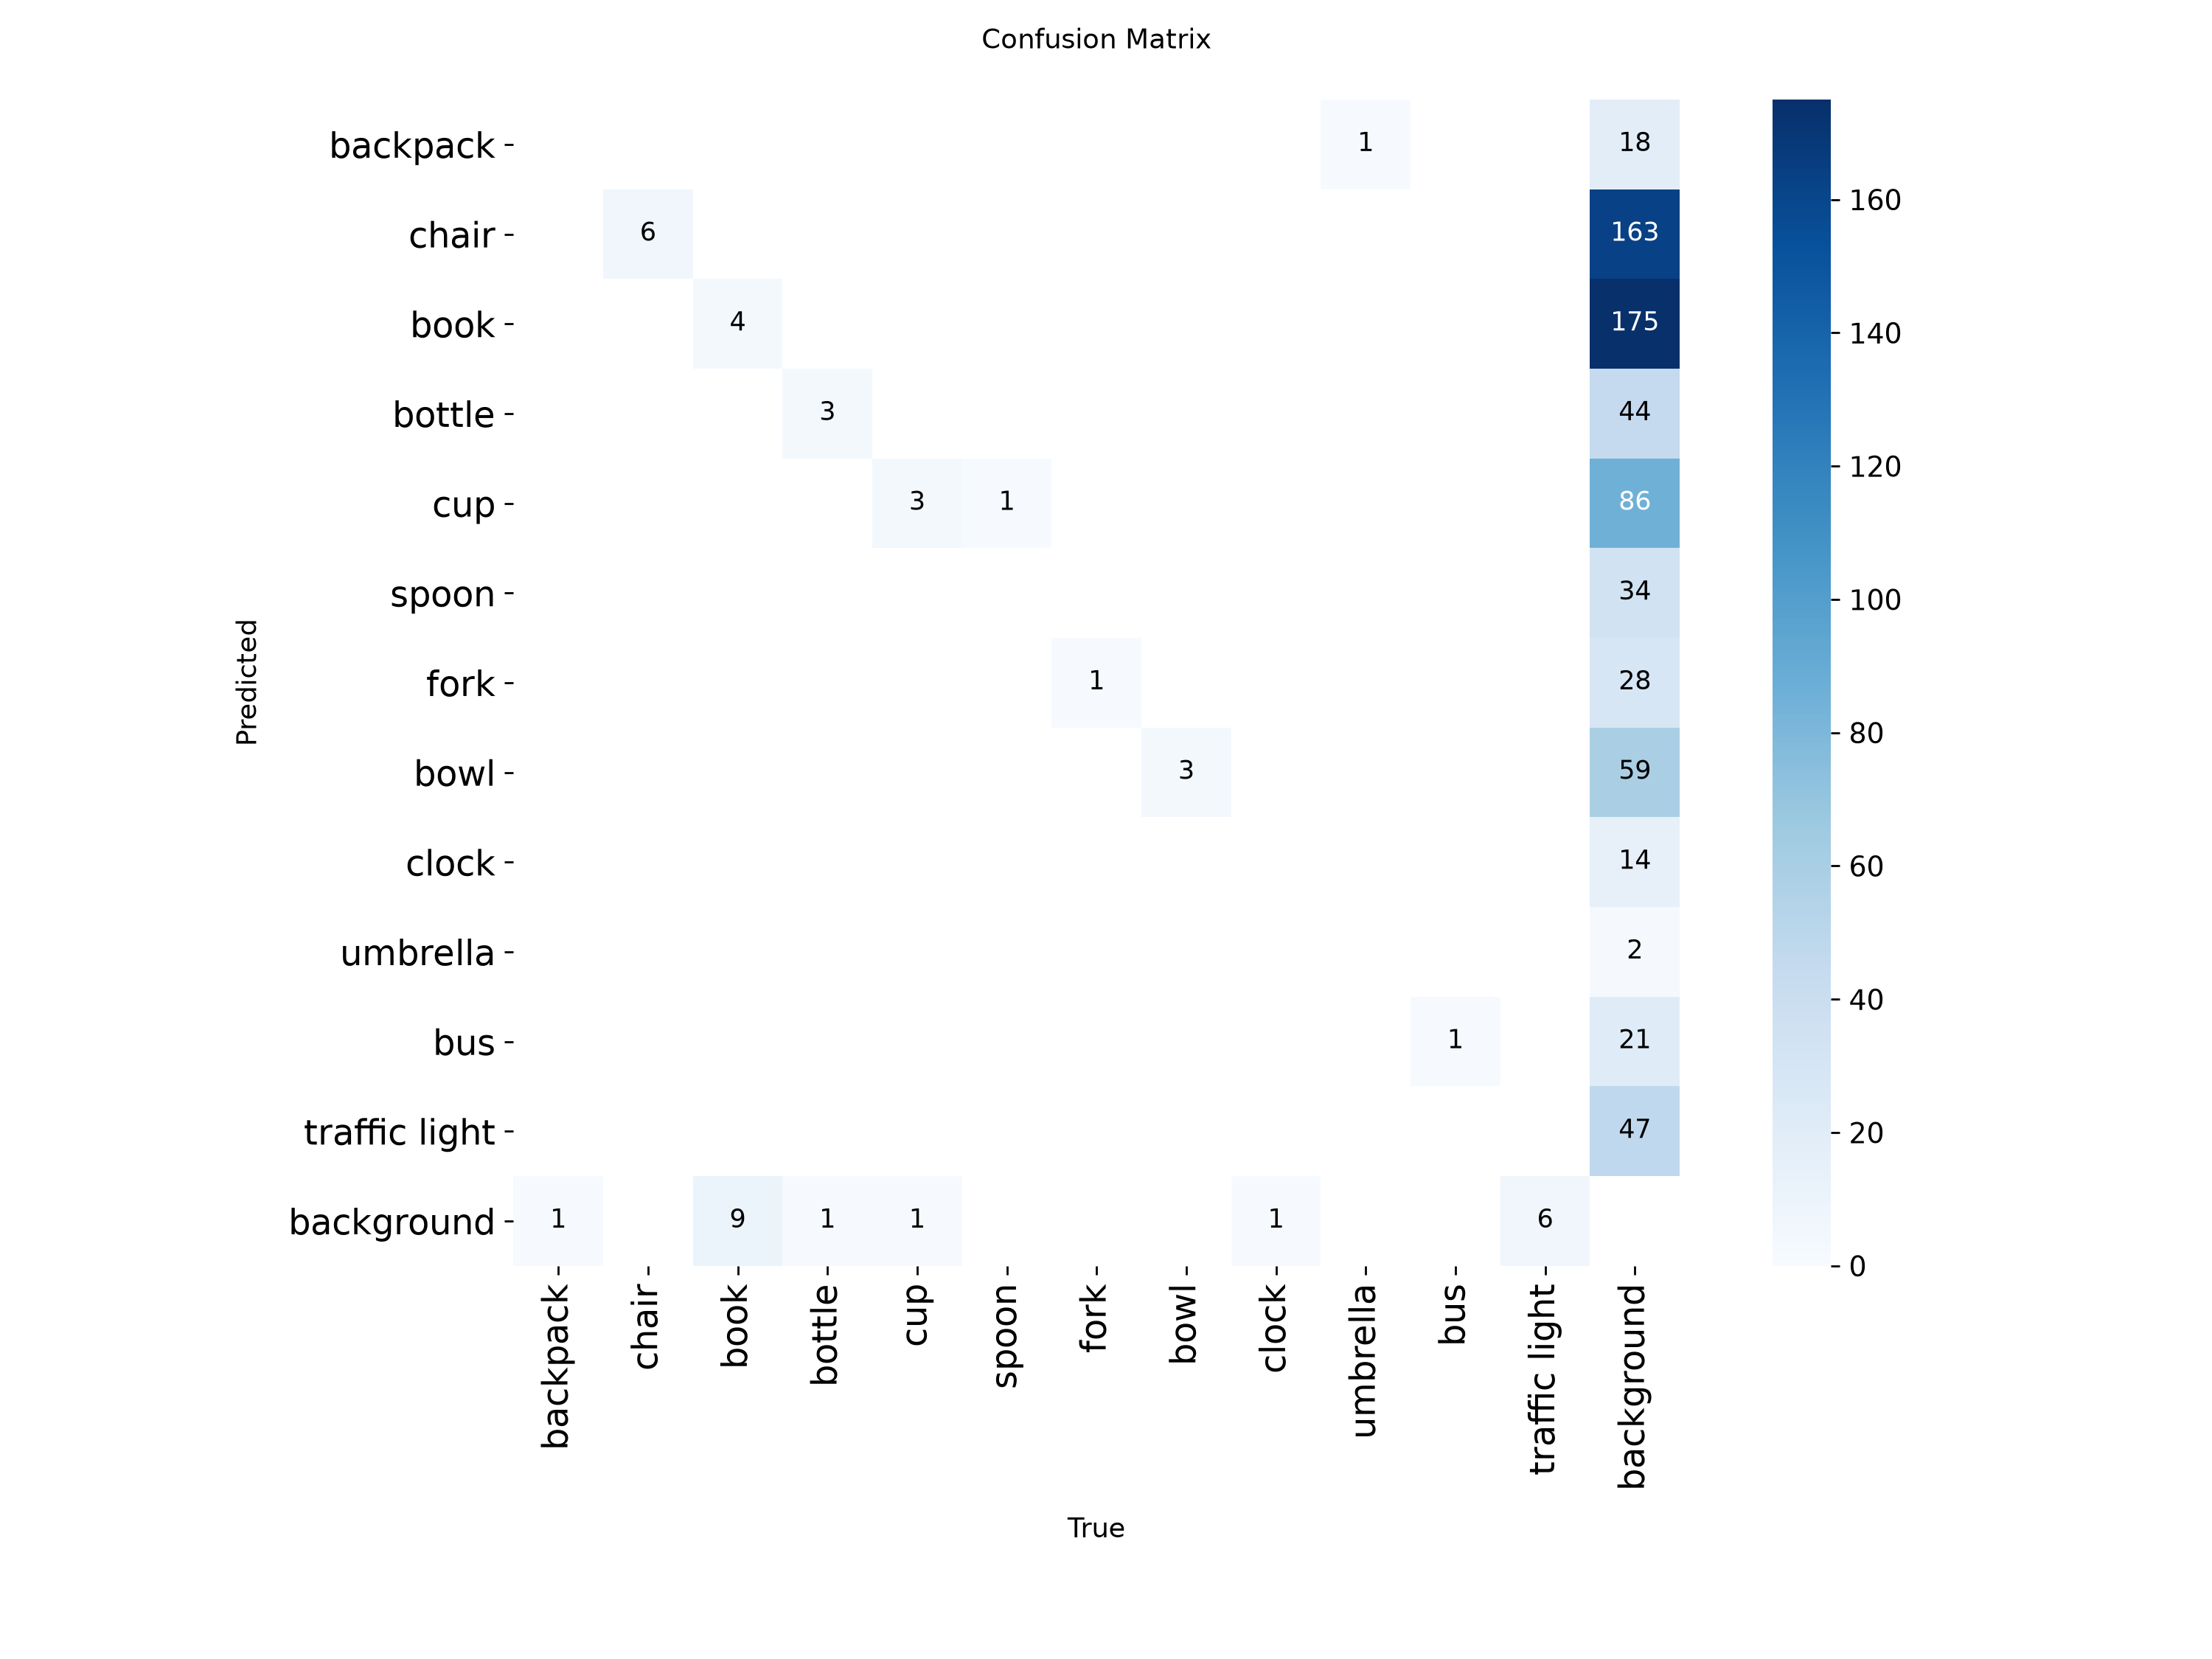 Confusion Matrix
backpack 1 18
chair 6 163
book 4 175
bottle 3 44
cup 3 1 86
spoon 34
fork 1 28
bowl 3 59
clock 14
umbrella 2
bus 1 21
traffic light 47
background 1 9 1 1 1 6
Predicted
backpack
chair
book
bottle
cup
spoon
fork
bowl
clock
umbrella
bus
traffic light
background
True
160
140
120
100
80
60
40
20
0